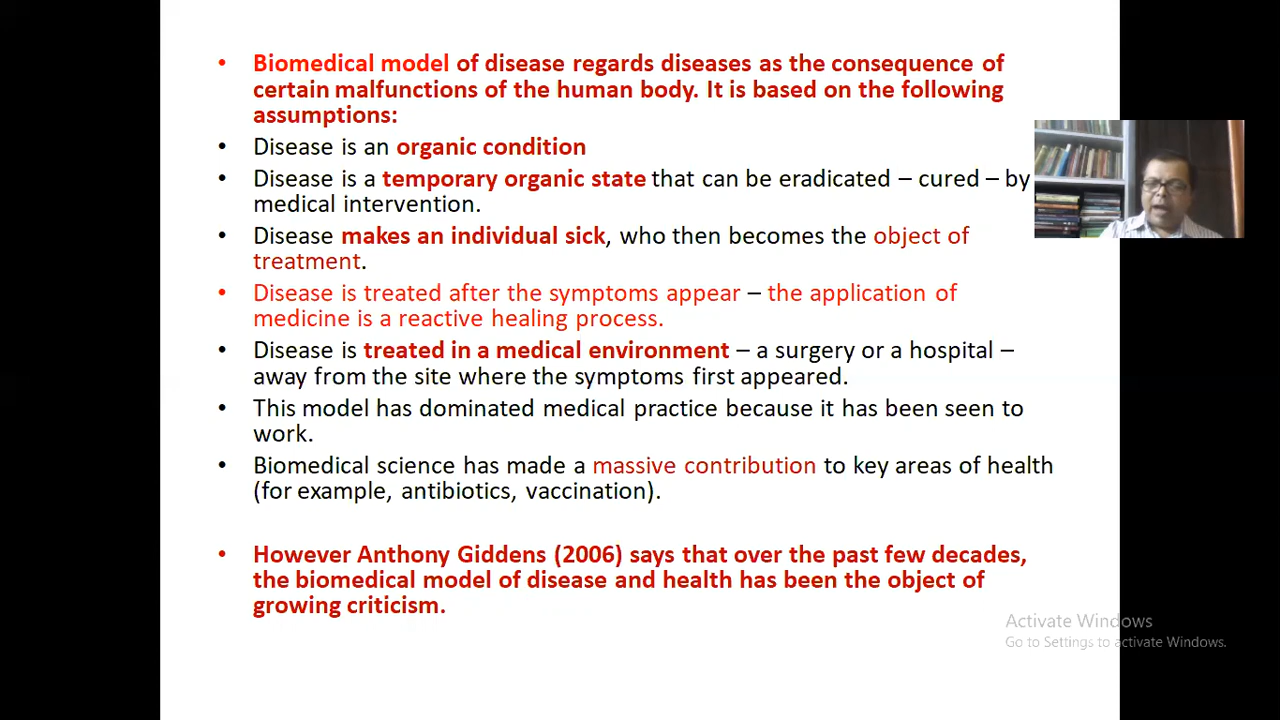 • Biomedical model of disease regards diseases as the consequence of
certain malfunctions of the human body. It is based on the following
assumptions:
• Disease is an organic condition
• Disease is a temporary organic state that can be eradicated – cured – by
medical intervention.
• Disease makes an individual sick, who then becomes the object of
treatment.
• Disease is treated after the symptoms appear – the application of
medicine is a reactive healing process.
• Disease is treated in a medical environment – a surgery or a hospital –
away from the site where the symptoms first appeared.
• This model has dominated medical practice because it has been seen to
work.
• Biomedical science has made a massive contribution to key areas of health
(for example, antibiotics, vaccination).
• However Anthony Giddens (2006) says that over the past few decades,
the biomedical model of disease and health has been the object of
growing criticism.
Activate Windows
Go to Settings to activate Windows.